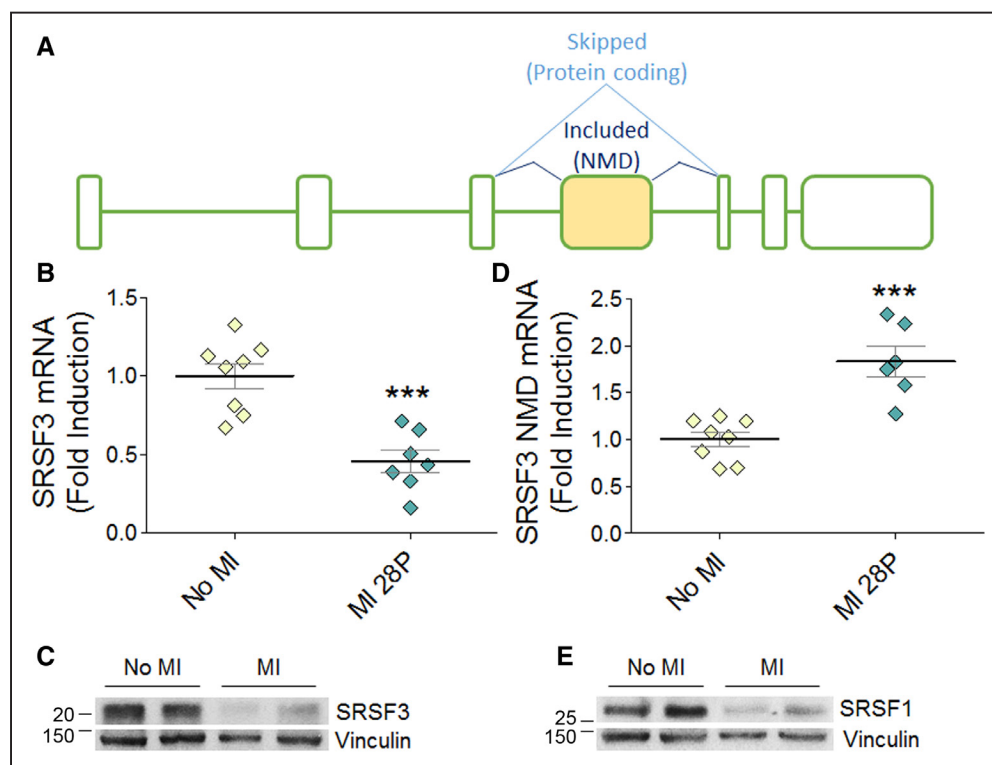 A
Skipped
(Protein coding)
Included
(NMD)
B
SRSF3 mRNA
(Fold Induction)
1.5
1.0
0.5
0.0
No MI
MI 28P
***
D
SRSF3 NMD mRNA
(Fold Induction)
2.5
2.0
1.5
1.0
0.5
0.0
No MI
MI 28P
***
C
No MI
MI
20
150
SRSF3
Vinculin
E
No MI
MI
25
150
SRSF1
Vinculin